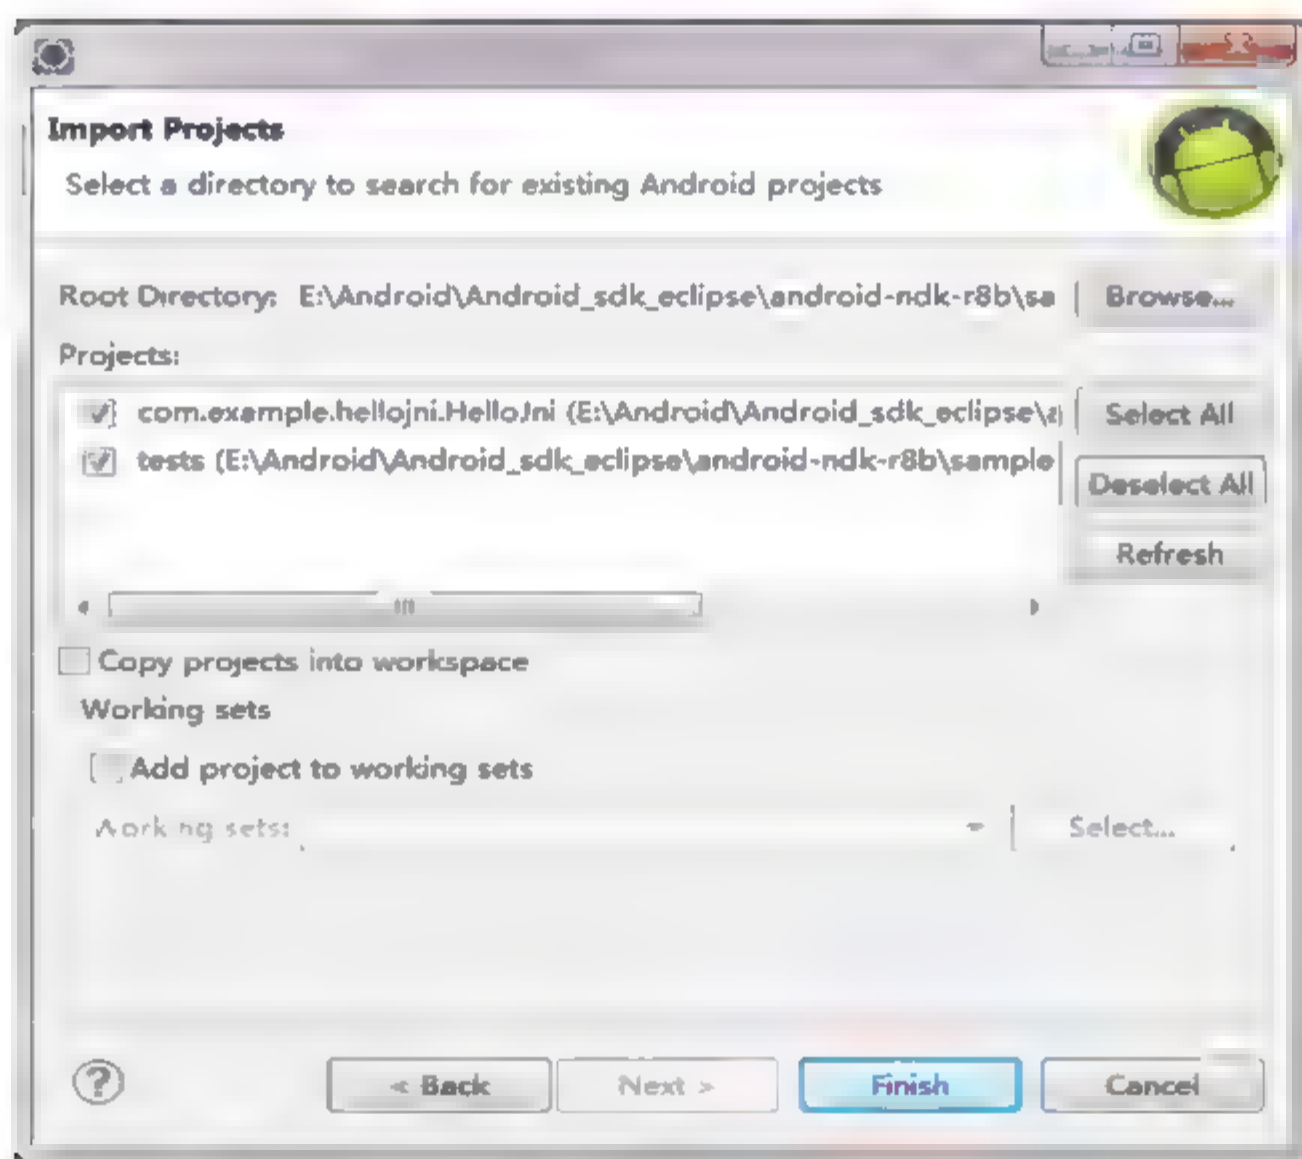 Import Projects
Select a directory to search for existing Android projects
Root Directory: E:\Android\Android_sdk_eclipse\android-ndk-r8b\sa Browse...
Projects:
com.example.hellojni.HelloJni (E:\Android\Android_sdk_eclipse\a Select All
tests (E:\Android\Android_sdk_eclipse\android-ndk-r8b\sample
Deselect All
Refresh
Copy projects into workspace
Working sets
Add project to working sets
Working sets: Select...
? < Back Next > Finish Cancel